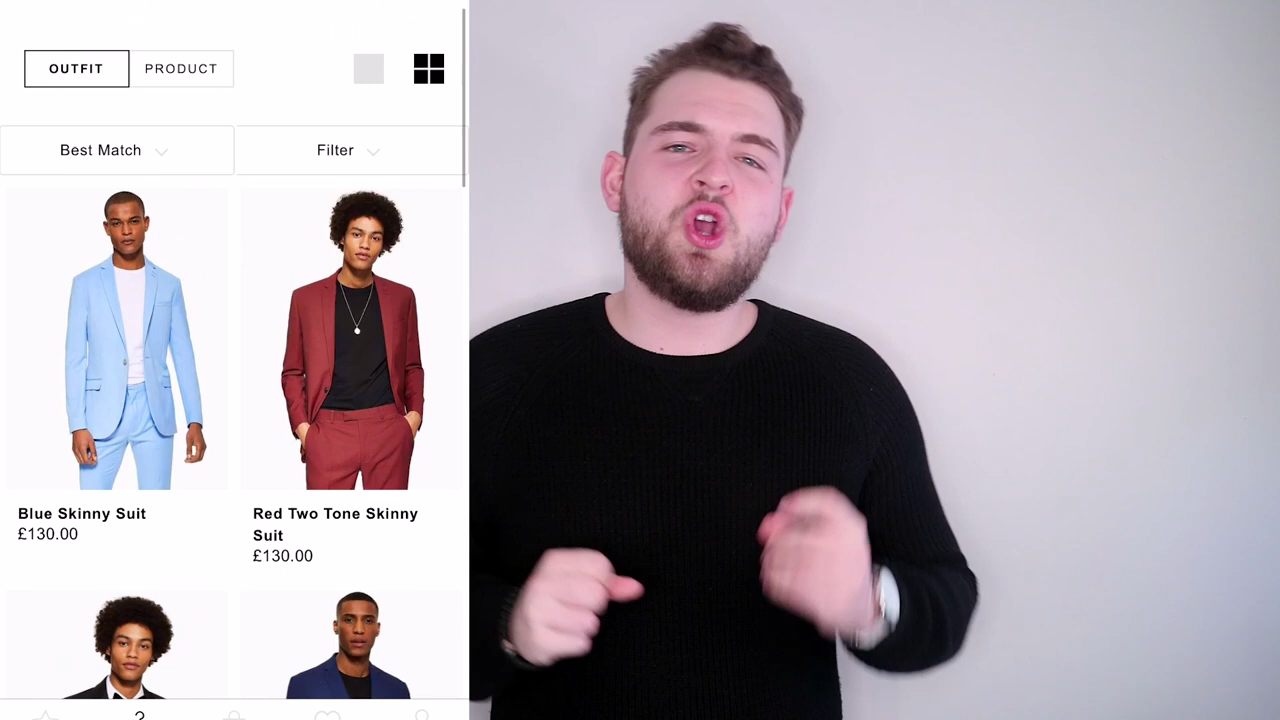 OUTFIT PRODUCT
Best Match Filter
Blue Skinny Suit
£130.00
Red Two Tone Skinny
Suit
£130.00
?